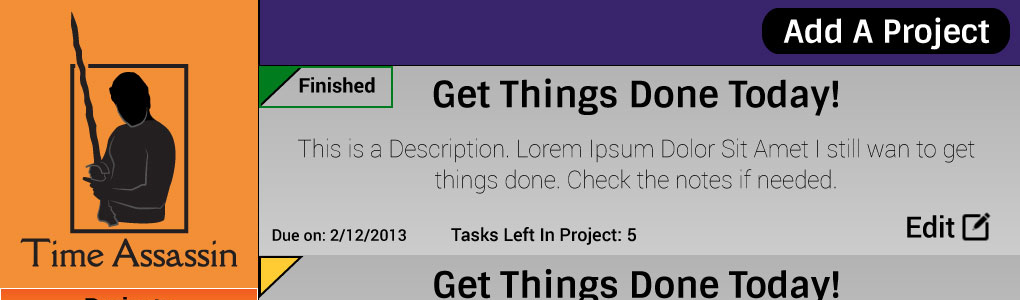 Add A Project
Time Assassin
Finished
Get Things Done Today!
This is a Description. Lorem Ipsum Dolor Sit Amet I still wan to get
things done. Check the notes if needed.
Due on: 2/12/2013
Tasks Left In Project: 5
Edit
Get Things Done Today!